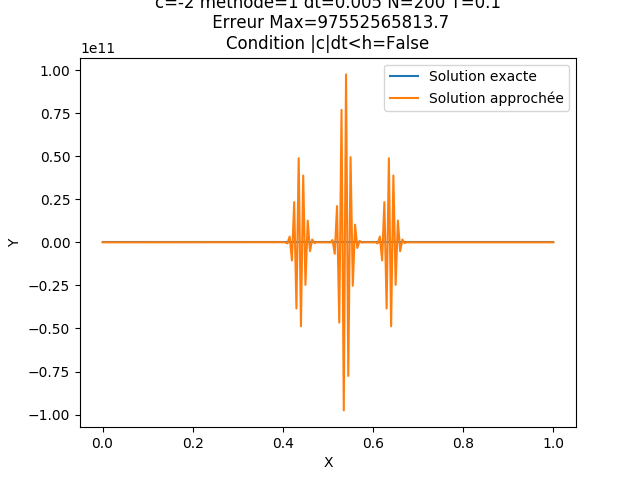 c=-2 methode=1 dt=0.005 N=200 T=0.1
Erreur Max=97552565813.7
Condition |c|dt<h=False
1e11
1.00
0.75
0.50
0.25
0.00
−0.25
−0.50
−0.75
−1.00
Y
Solution exacte
Solution approchée
0.0 0.2 0.4 0.6 0.8 1.0
X